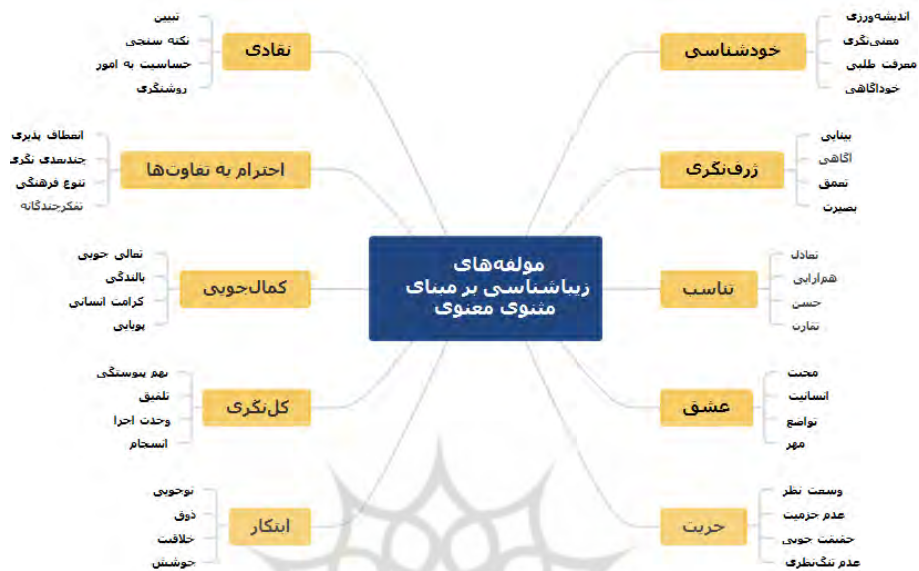 مولفه‌های
زیباشناسی بر مبنای
مثنوی معنوی
خودشناسی
اندیشه‌ورزی
معنی‌نگری
معرفت طلبی
خوداگاهی
ژرف‌نگری
بینایی
آگاهی
تعمق
بصیرت
تناسب
تعادل
هم‌ارایی
حسن
تقارن
عشق
محبت
انسانیت
تواضع
مهر
حریت
وسعت نظر
عدم جزمیت
حقیقت جویی
عدم تنگ‌نظری
نقادی
تبیین
نکته سنجی
حساسیت به امور
روشنگری
احترام به تفاوت‌ها
انعطاف پذیری
چندبعدی نگری
تنوع فرهنگی
تفکرچندگانه
کمال‌جویی
تعالی جویی
بالندگی
کرامت انسانی
پویایی
کل‌نگری
بهم پیوستگی
تلفیق
وحدت اجزا
انسجام
ابتکار
نوجویی
ذوق
خلاقیت
جوشش